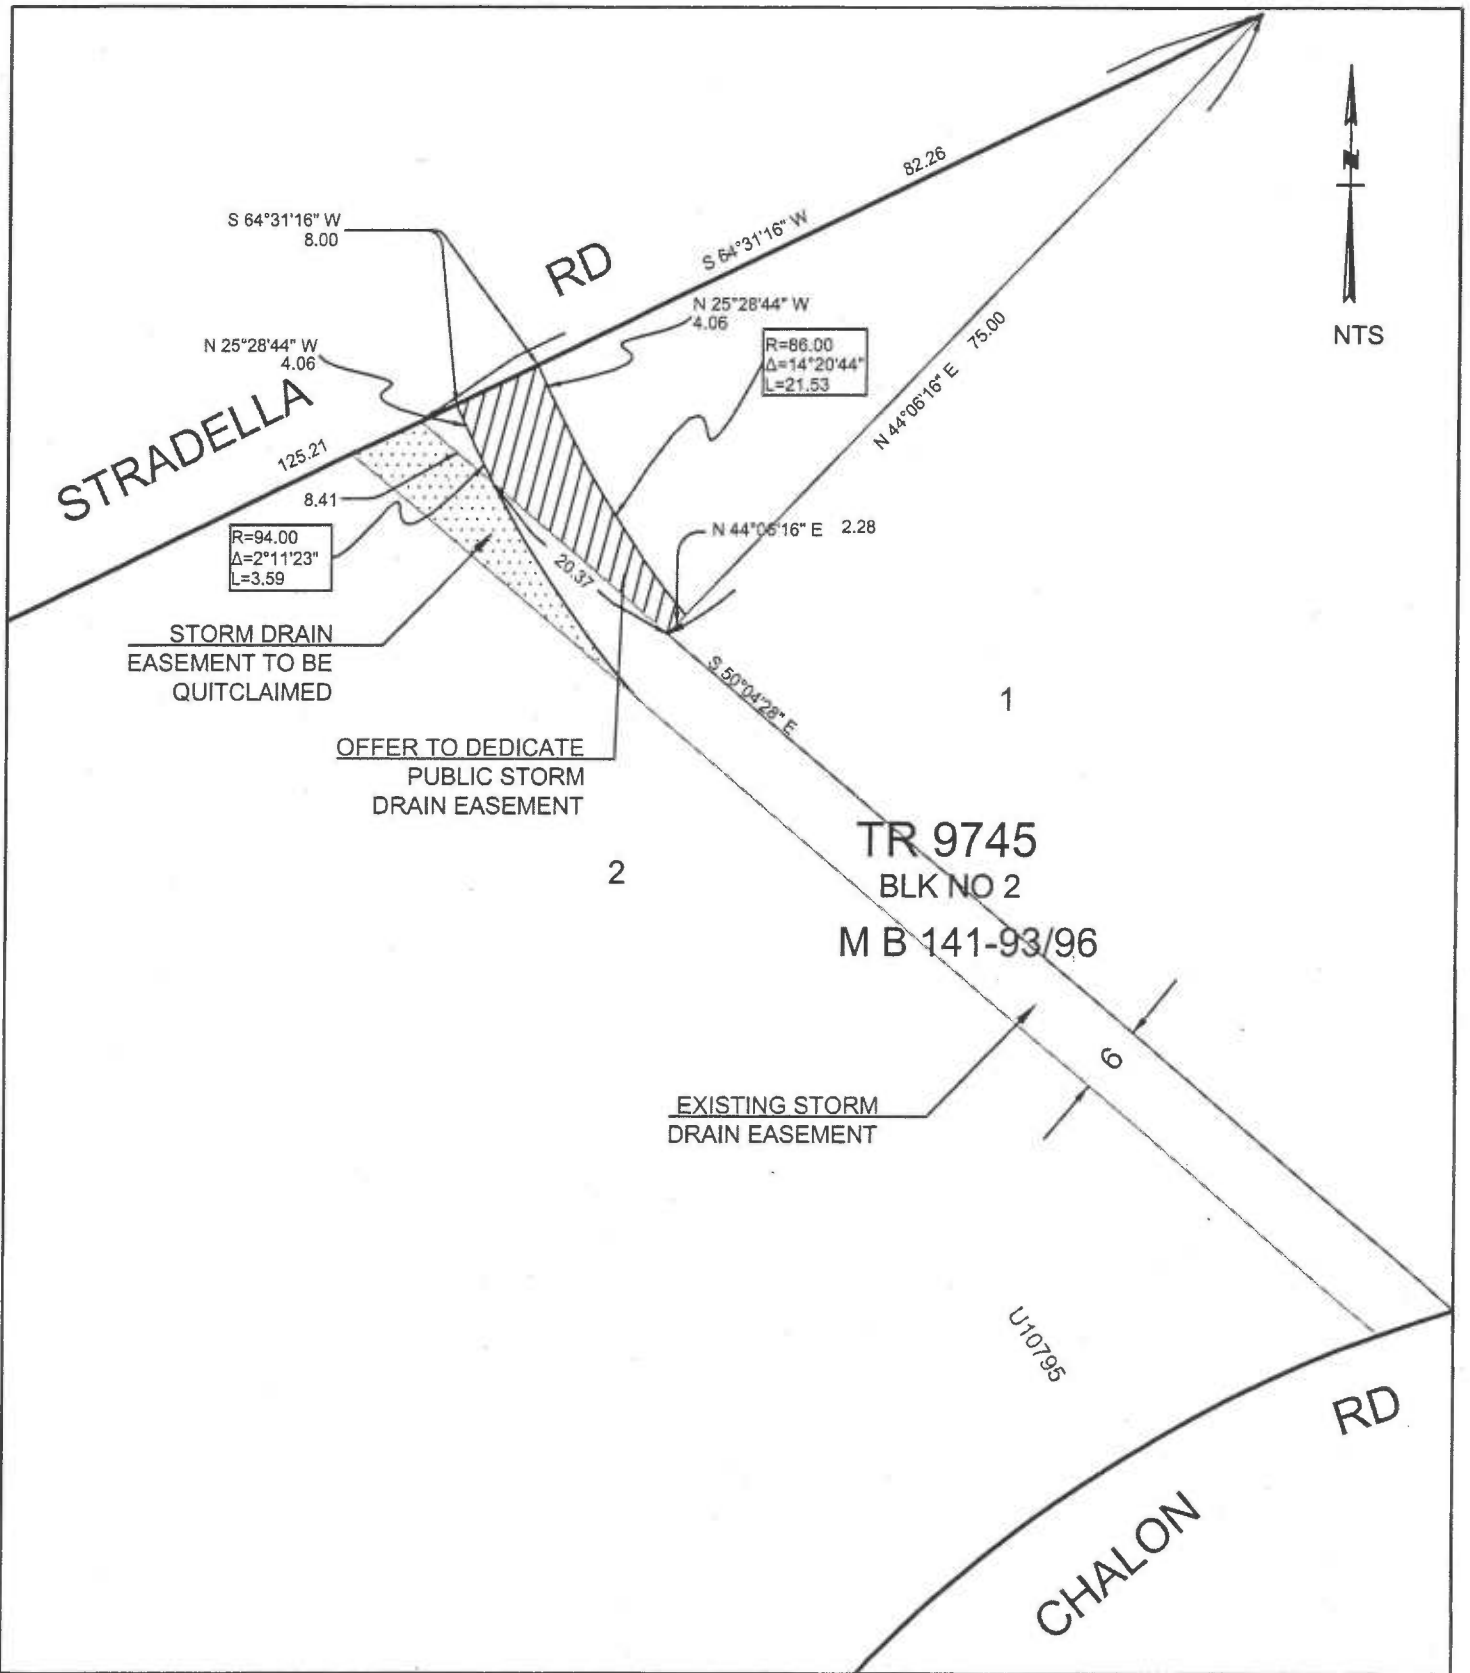 82.26
S 64°31'16" W
8.00
RD
S 64°31'16" W
N 25°28'44" W
4.06
NTS
N 25°28'44" W
4.06
R=86.00
Δ=14°20'44"
L=21.53
N 44°06'16" E 75.00
STRADELLA
125.21
8.41
R=94.00
Δ=2°11'23"
L=3.59
N 44°06'16" E 2.28
20.37
STORM DRAIN
EASEMENT TO BE
QUITCLAIMED
S 50°04'28" E
1
OFFER TO DEDICATE
PUBLIC STORM
DRAIN EASEMENT
2
TR 9745
BLK NO 2
M B 141-93/96
6
EXISTING STORM
DRAIN EASEMENT
U10795
RD
CHALON